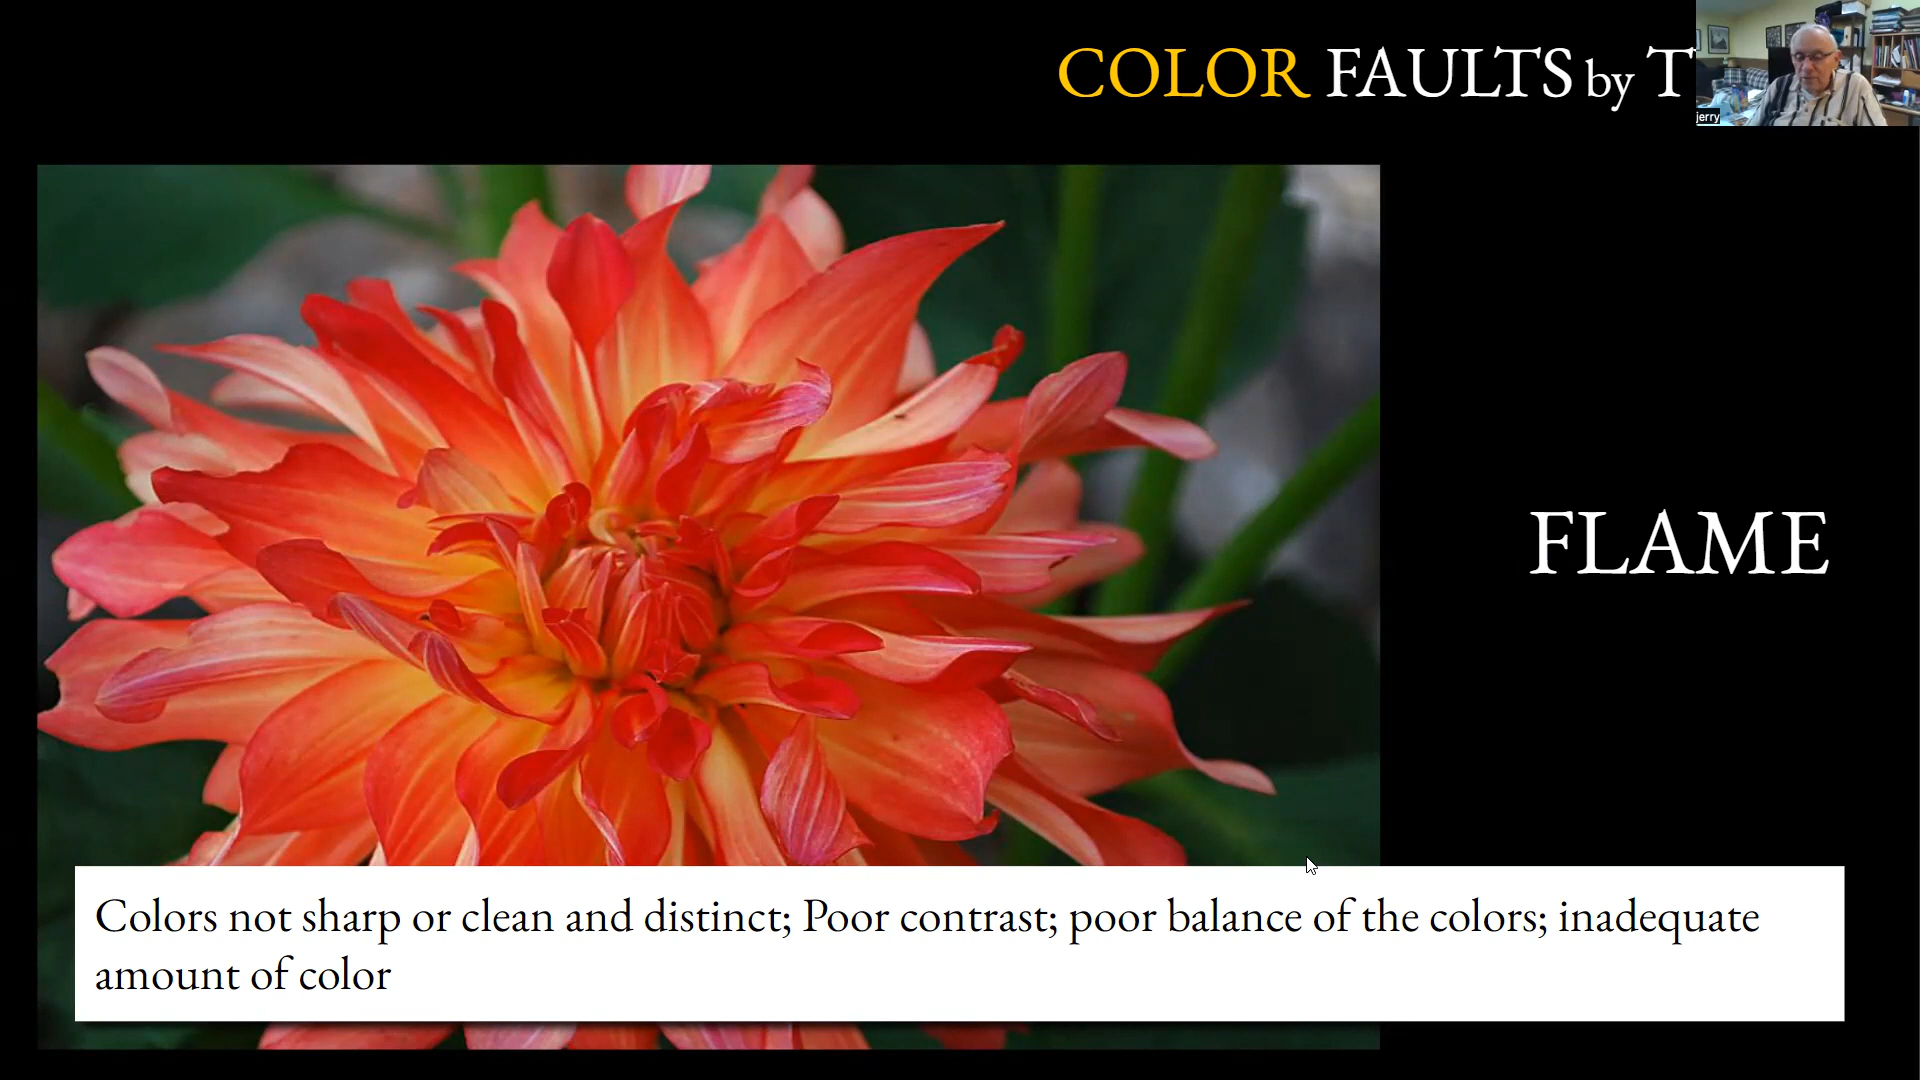 COLOR FAULTS by T
jerry
FLAME
Colors not sharp or clean and distinct; Poor contrast; poor balance of the colors; inadequate
amount of color